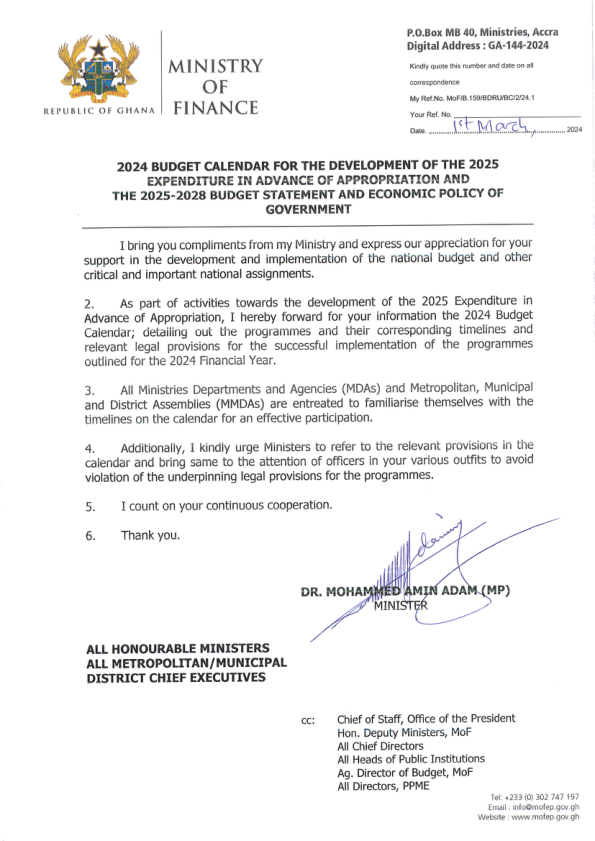 P.O.Box MB 40, Ministries, Accra
Digital Address : GA-144-2024
Kindly quote this number and date on all
correspondence
My Ref.No. MoF/B.159/BDRU/BC/2/24.1
Your Ref. No.
Date. 1st March, 2024
REPUBLIC OF GHANA
MINISTRY
OF
FINANCE
2024 BUDGET CALENDAR FOR THE DEVELOPMENT OF THE 2025
EXPENDITURE IN ADVANCE OF APPROPRIATION AND
THE 2025-2028 BUDGET STATEMENT AND ECONOMIC POLICY OF
GOVERNMENT
I bring you compliments from my Ministry and express our appreciation for your
support in the development and implementation of the national budget and other
critical and important national assignments.
2. As part of activities towards the development of the 2025 Expenditure in
Advance of Appropriation, I hereby forward for your information the 2024 Budget
Calendar; detailing out the programmes and their corresponding timelines and
relevant legal provisions for the successful implementation of the programmes
outlined for the 2024 Financial Year.
3. All Ministries Departments and Agencies (MDAs) and Metropolitan, Municipal
and District Assemblies (MMDAs) are entreated to familiarise themselves with the
timelines on the calendar for an effective participation.
4. Additionally, I kindly urge Ministers to refer to the relevant provisions in the
calendar and bring same to the attention of officers in your various outfits to avoid
violation of the underpinning legal provisions for the programmes.
5. I count on your continuous cooperation.
6. Thank you.
DR. MOHAMMED AMIN ADAM (MP)
MINISTER
ALL HONOURABLE MINISTERS
ALL METROPOLITAN/MUNICIPAL
DISTRICT CHIEF EXECUTIVES
cc: Chief of Staff, Office of the President
Hon. Deputy Ministers, MoF
All Chief Directors
All Heads of Public Institutions
Ag. Director of Budget, MoF
All Directors, PPME
Tel: +233 (0) 302 747 197
Email : info@mofep.gov.gh
Website : www.mofep.gov.gh